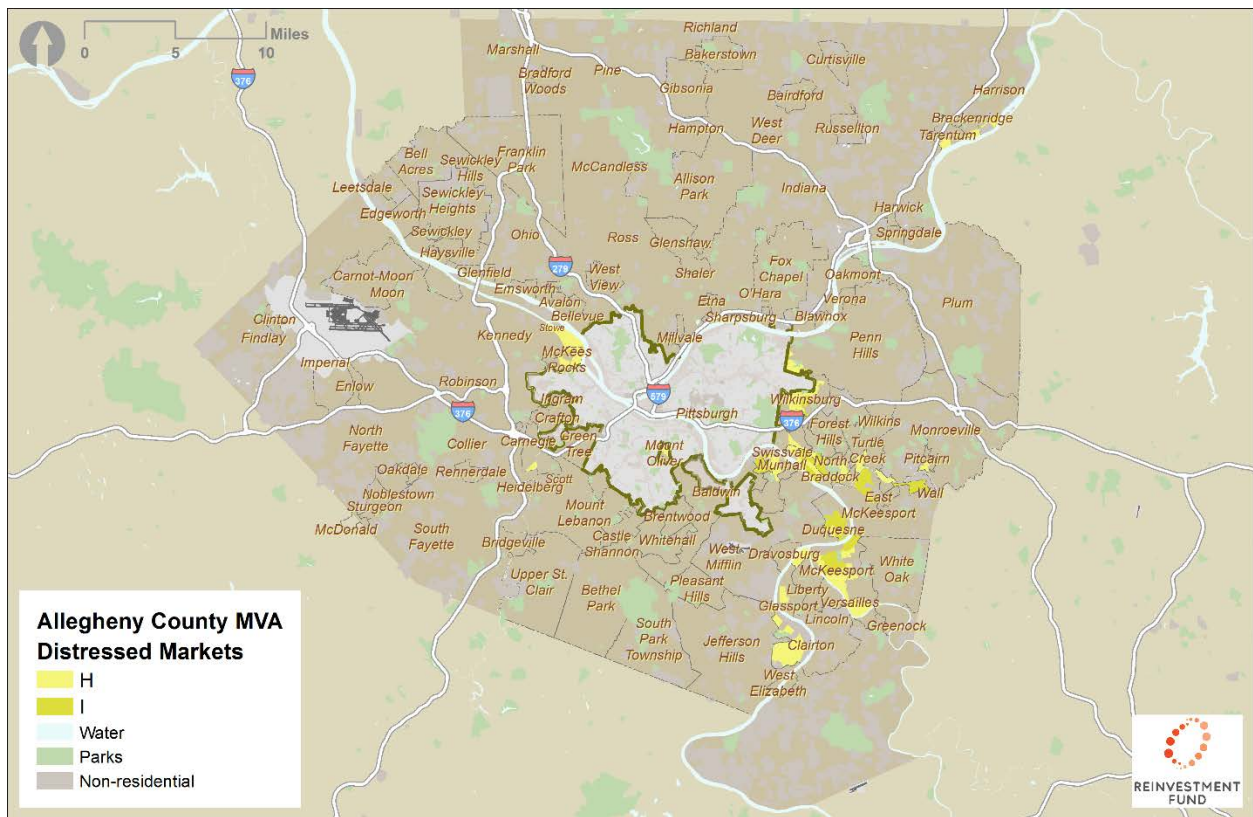 Miles
0 5 10
376
Richland
Marshall
Bakerstown
Curtisville
Bradford
Woods
Pine
Gibsonia
Bairdford
Harrison
Brackenridge
Tarentum
Hampton
West
Deer
Russellton
Bell
Acres
Sewickley
Hills
Franklin
Park
McCandless
Allison
Park
Indiana
Leetsdale
Sewickley
Heights
Edgeworth
Harwick
Springdale
Sewickley
Haysville
Ohio
Ross
Glenshaw
279
West
View
Shaler
Fox
Chapel
O'Hara
Oakmont
Carnot-Moon
Moon
Glenfield
Emsworth
Avalon
Bellevue
Etna
Sharpsburg
Verona
Blawnox
Plum
Clinton
Findlay
Kennedy
Stowe
Millvale
Penn
Hills
McKees
Rocks
Imperial
Enlow
Robinson
Ingram
Crafton
579
Pittsburgh
Wilkinsburg
376
376
North
Fayette
Collier
Carnegie
Green
Tree
Mount
Oliver
Forest
Hills
Wilkins
Turtle
Creek
Monroeville
Pitcairn
Swissvale
Munhall
North
Braddock
Oakdale
Rennerdale
Heidelberg
Scott
Baldwin
East
McKeesport
Wall
Noblestown
Sturgeon
McDonald
South
Fayette
Bridgeville
Mount
Lebanon
Castle
Shannon
Brentwood
Whitehall
West
Mifflin
Duquesne
Dravosburg
McKeesport
White
Oak
Upper St.
Clair
Bethel
Park
Pleasant
Hills
Liberty
Glassport
Versailles
Lincoln
Greenock
South
Park
Township
Jefferson
Hills
Clairton
West
Elizabeth
Allegheny County MVA
Distressed Markets
H
I
Water
Parks
Non-residential
REINVESTMENT
FUND